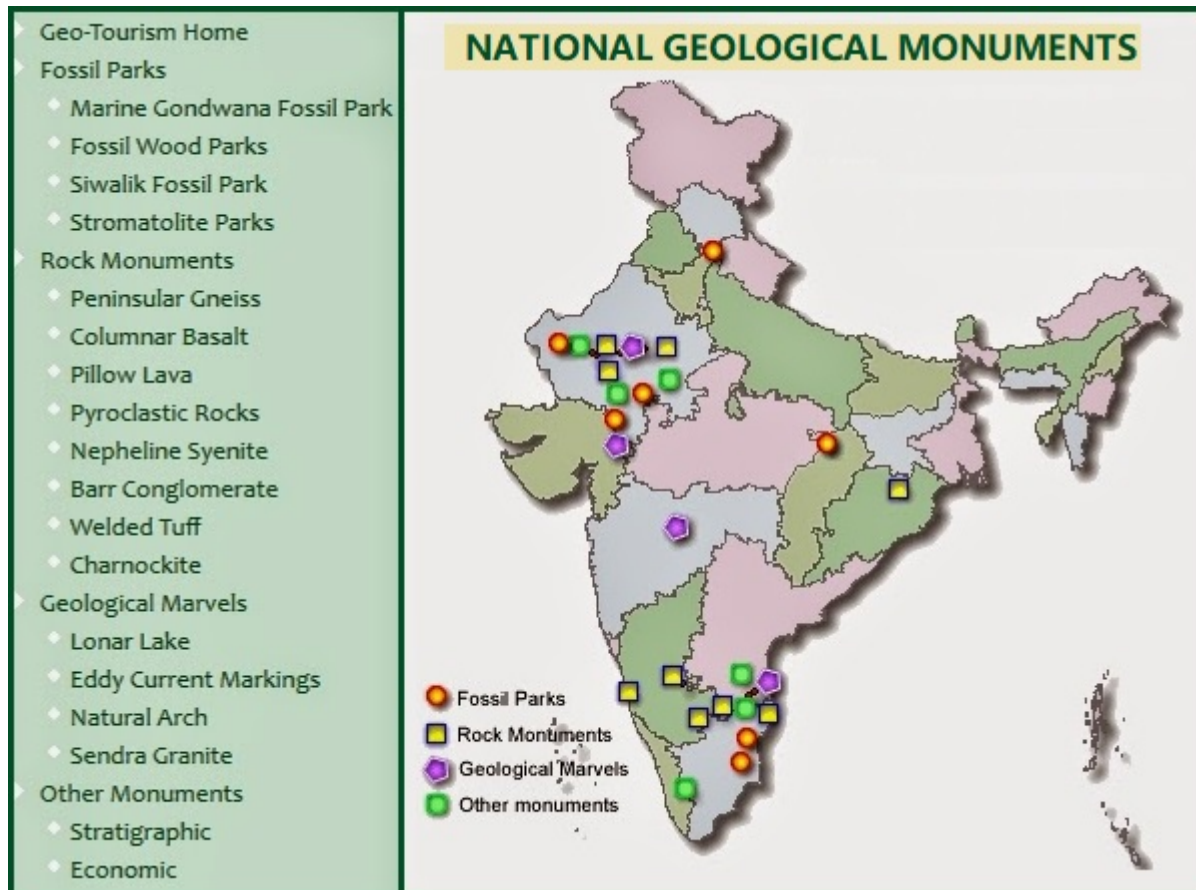 Geo-Tourism Home
Fossil Parks
Marine Gondwana Fossil Park
Fossil Wood Parks
Siwalik Fossil Park
Stromatolite Parks
Rock Monuments
Peninsular Gneiss
Columnar Basalt
Pillow Lava
Pyroclastic Rocks
Nepheline Syenite
Barr Conglomerate
Welded Tuff
Charnockite
Geological Marvels
Lonar Lake
Eddy Current Markings
Natural Arch
Sendra Granite
Other Monuments
Stratigraphic
Economic
NATIONAL GEOLOGICAL MONUMENTS
Fossil Parks
Rock Montuments
Geological Marvels
Other monuments